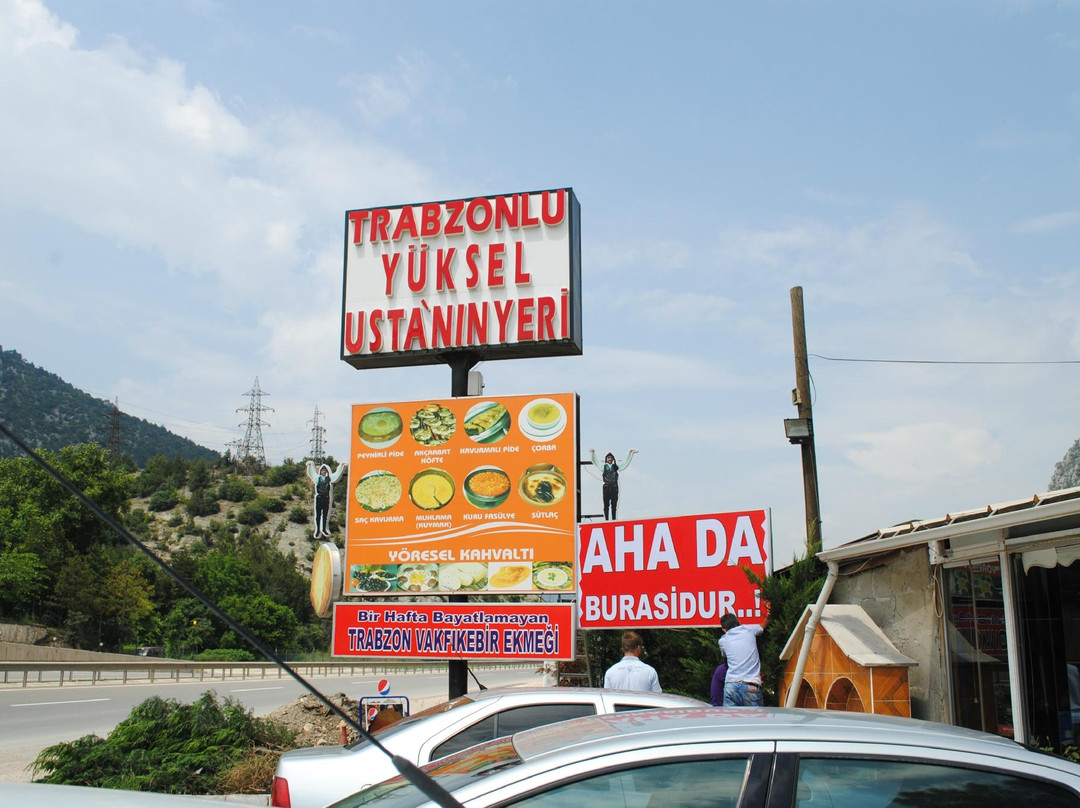 TRABZONLU
YÜKSEL
USTA`NIN YERİ
PEYNİRLİ PİDE
AKÇAABAT KÖFTE
KAVURMALI PİDE
ÇORBA
SAÇ KAVURMA
MUHLAMA (KUYMAK)
KURU FASÜLYE
SÜTLAÇ
YÖRESEL KAHVALTI
Bir Hafta Bayatlamayan
TRABZON VAKFIKEBİR EKMEĞİ
AHA DA
BURASİDUR..!